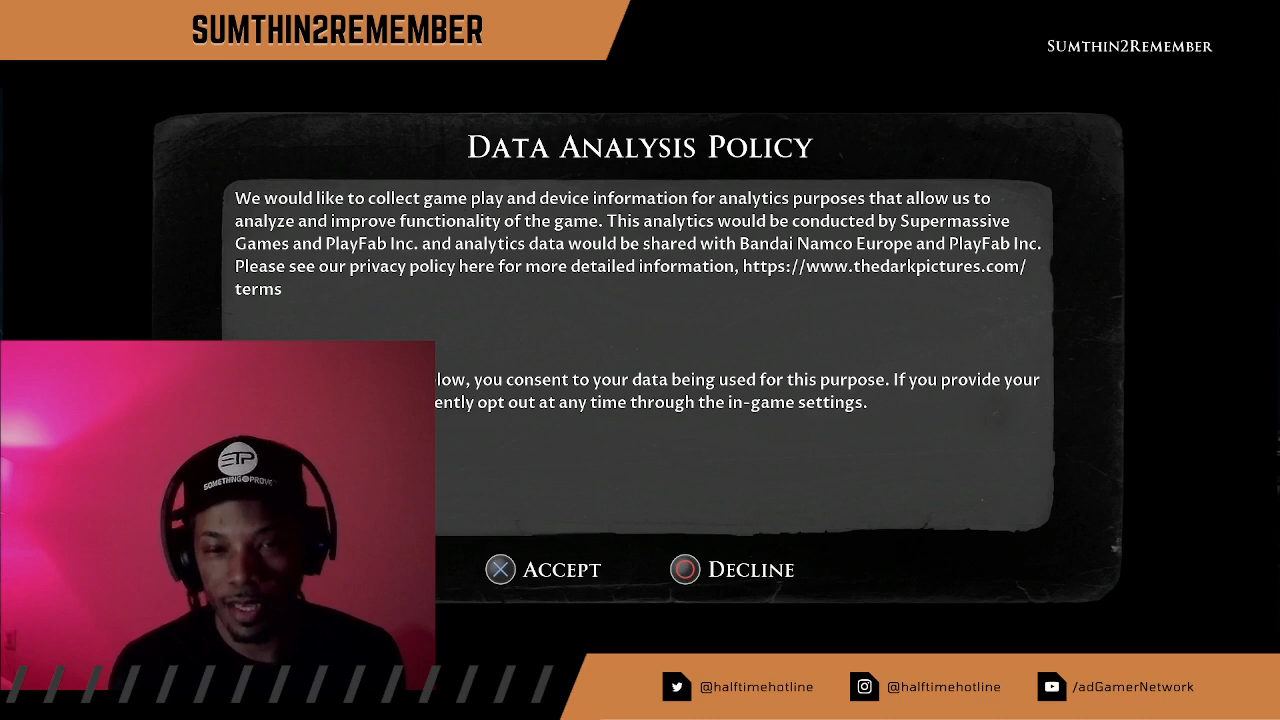 SUMTHIN2REMEMBER
Sumthin2Remember
Data Analysis Policy
We would like to collect game play and device information for analytics purposes that allow us to
analyze and improve functionality of the game. This analytics would be conducted by Supermassive
Games and PlayFab Inc. and analytics data would be shared with Bandai Namco Europe and PlayFab Inc.
Please see our privacy policy here for more detailed information, https://www.thedarkpictures.com/
terms
low, you consent to your data being used for this purpose. If you provide your
ently opt out at any time through the in-game settings.
ETP
SOMETHING PROVE
Accept
Decline
@halftimehotline
@halftimehotline
/adGamerNetwork